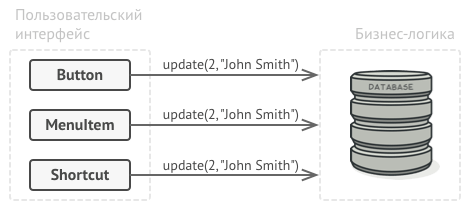 Пользовательский
интерфейс
Бизнес-логика
Button
update(2,"John Smith")
DATABASE
MenuItem
update(2,"John Smith")
Shortcut
update(2,"John Smith")